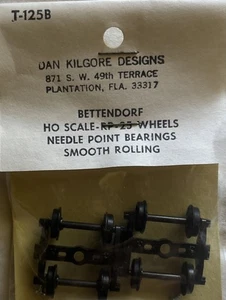 T-125B
DAN KILGORE DESIGNS
871 S. W. 49th TERRACE
PLANTATION, FLA. 33317
BETTENDORF
HO SCALE-RP-25 WHEELS
NEEDLE POINT BEARINGS
SMOOTH ROLLING